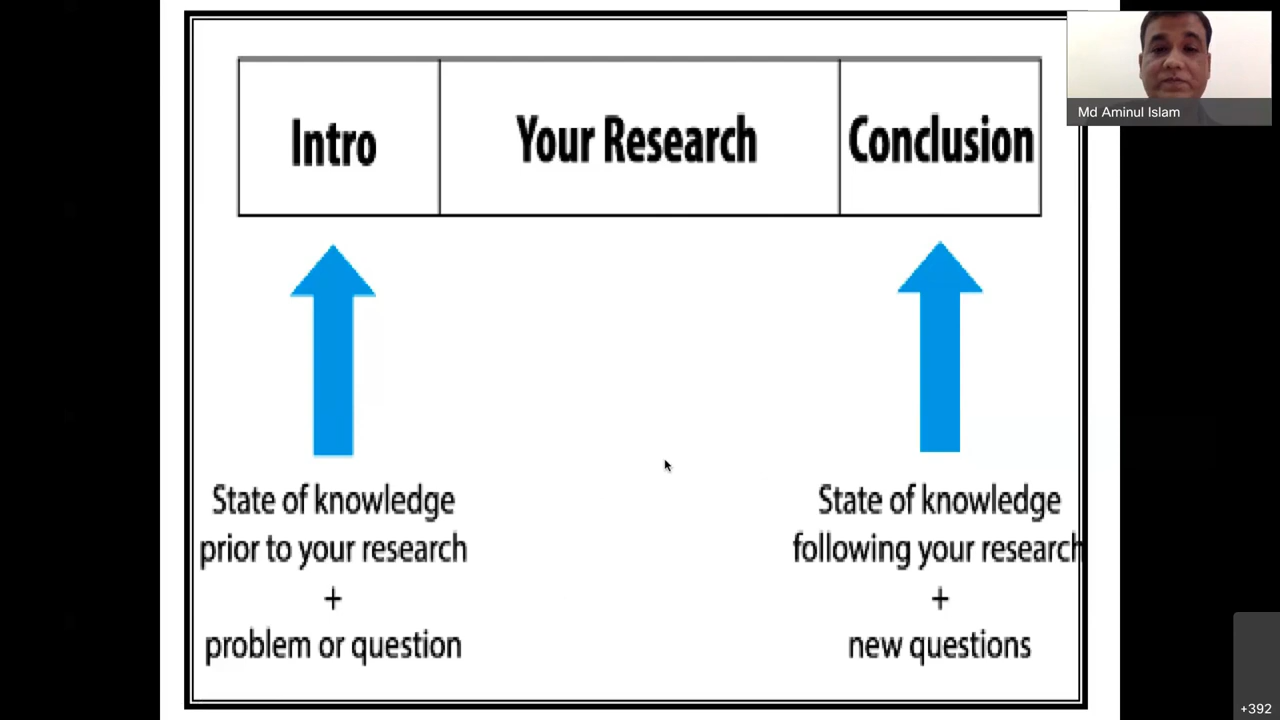 Intro
Your Research
Conclusion
Md Aminul Islam
State of knowledge
prior to your research
+
problem or question
State of knowledge
following your research
+
new questions
+392